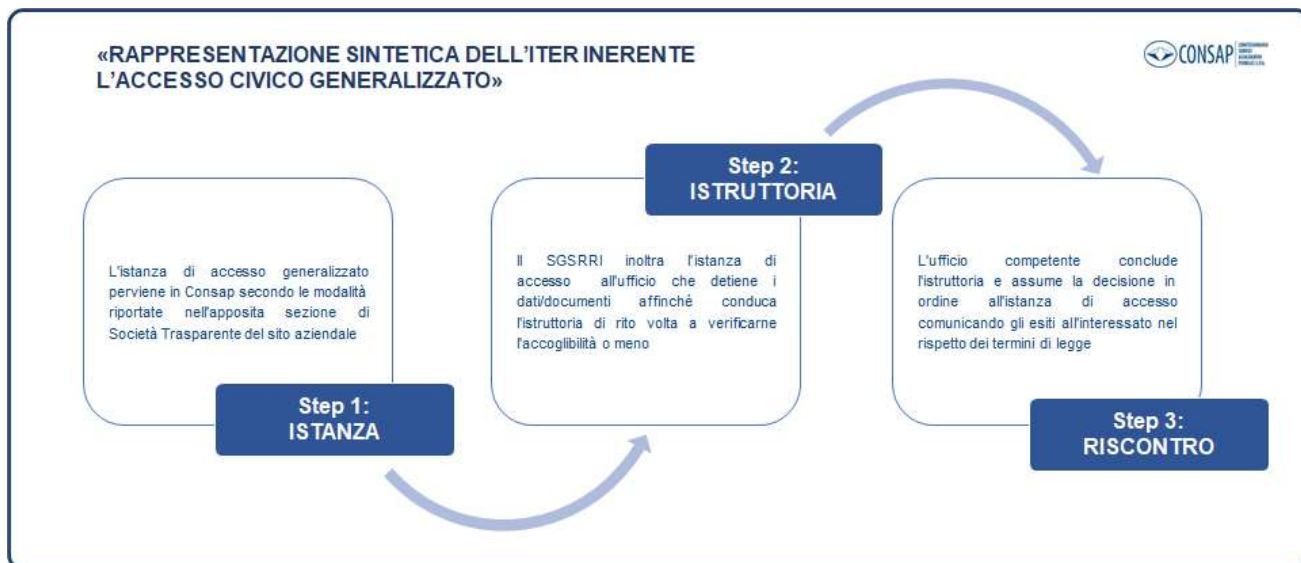 «RAPPRESENTAZIONE SINTETICA DELL'ITER INERENTE
L'ACCESSO CIVICO GENERALIZZATO»
CONSAP
Step 1:
ISTANZA
L'istanza di accesso generalizzato
perviene in Consap secondo le modalità
riportate nell'apposita sezione di
Società Trasparente del sito aziendale
Step 2:
ISTRUTTORIA
Il SGSRRI inoltra l'istanza di
accesso all'ufficio che detiene i
dati/documenti affinché conduca
l'istruttoria di rito volta a verificarne
l'accoglibilità o meno
L'ufficio competente conclude
l'istruttoria e assume la decisione in
ordine all'istanza di accesso
comunicando gli esiti all'interessato nel
rispetto dei termini di legge
Step 3:
RISCONTRO